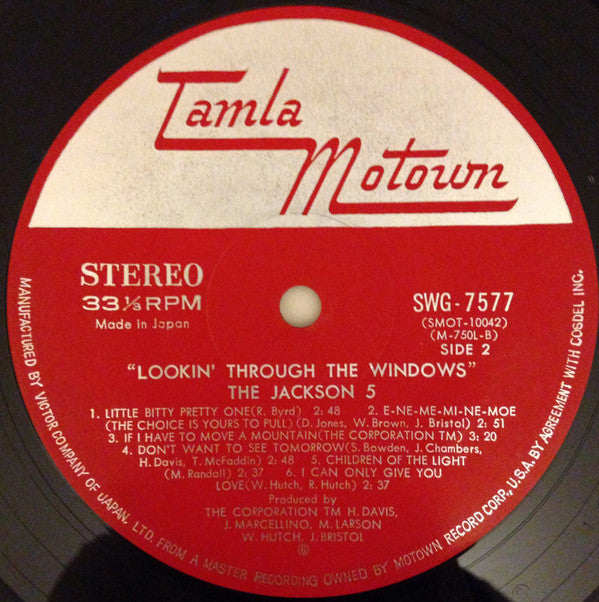 Tamla
Motown
STEREO
33⅓RPM
Made in Japan
SWG-7577
(SMOT-10042)
(M-750L-B)
SIDE 2
"LOOKIN' THROUGH THE WINDOWS"
THE JACKSON 5
1. LITTLE BITTY PRETTY ONE(R. Byrd) 2: 48 2. E-NE-ME-MI-NE-MOE
(THE CHOICE IS YOURS TO PULL) (D. Jones, W. Brown, J. Bristol) 2: 51
3. IF I HAVE TO MOVE A MOUNTAIN(THE CORPORATION TM) 3: 20
4. DON'T WANT TO SEE TOMORROW(S. Bowden, J. Chambers,
H. Davis, T. McFaddin) 2: 48 5. CHILDREN OF THE LIGHT
(M. Randall) 2: 37 6. I CAN ONLY GIVE YOU
LOVE(W. Hutch, R. Hutch) 2: 37
Produced by
THE CORPORATION TM H. DAVIS,
J. MARCELLINO, M. LARSON
W. HUTCH, J. BRISTOL
MANUFACTURED BY VICTOR COMPANY OF JAPAN, LTD. FROM A MASTER RECORDING OWNED BY MOTOWN RECORD CORP., U.S.A. BY AGREEMENT WITH COSDEL INC.